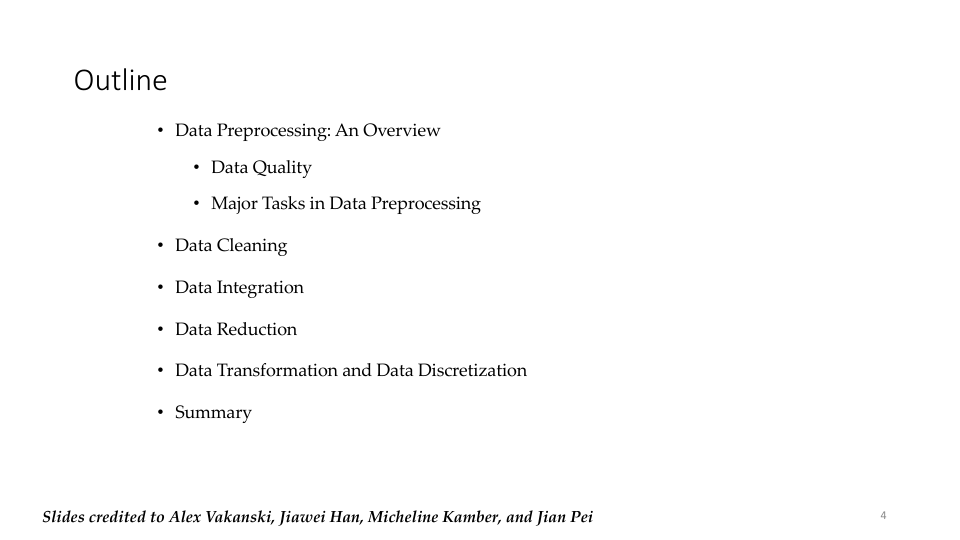 Outline
• Data Preprocessing: An Overview
• Data Quality
• Major Tasks in Data Preprocessing
• Data Cleaning
• Data Integration
• Data Reduction
• Data Transformation and Data Discretization
• Summary
Slides credited to Alex Vakanski, Jiawei Han, Micheline Kamber, and Jian Pei
4